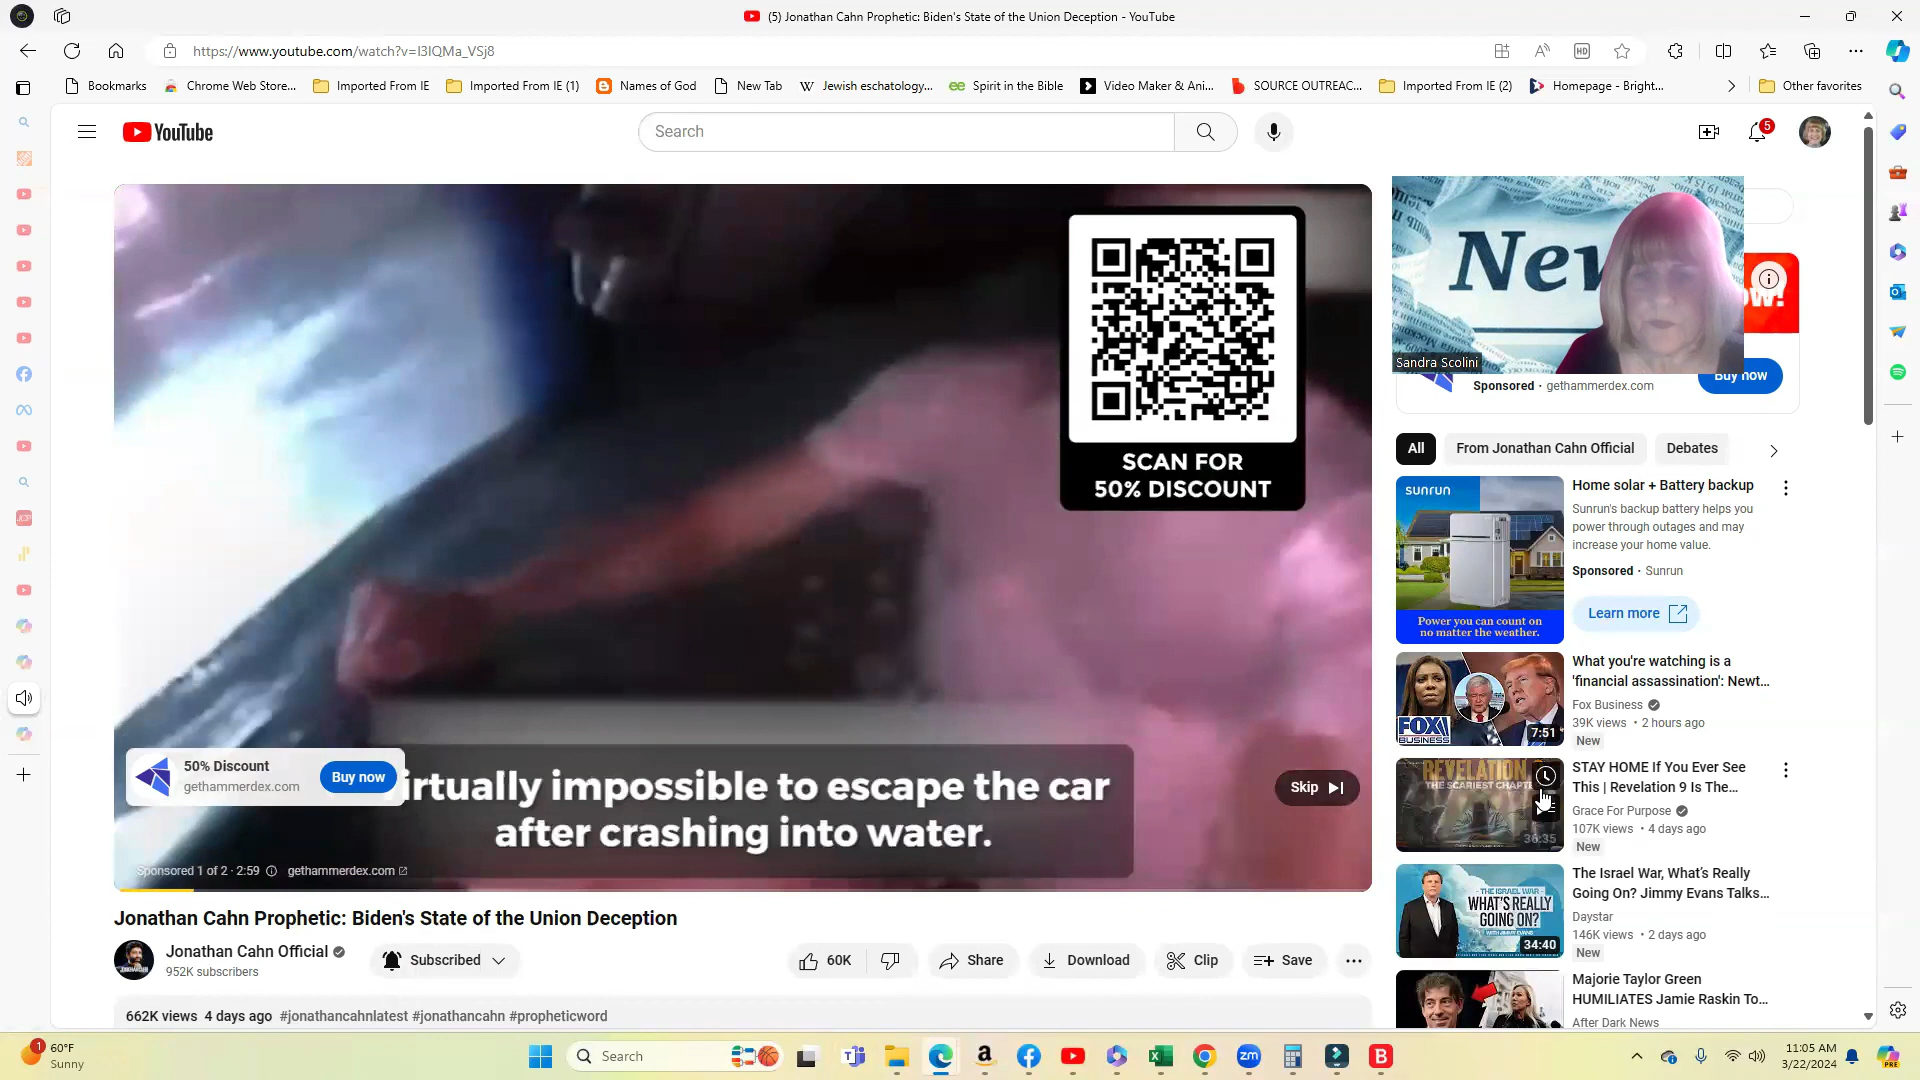 (5) Jonathan Cahn Prophetic: Biden's State of the Union Deception - YouTube
https://www.youtube.com/watch?v=I3IQMa_VSj8
HD
Bookmarks
Chrome Web Store...
Imported From IE
Imported From IE (1)
Names of God
New Tab
Jewish eschatology...
Spirit in the Bible
Video Maker & Ani...
SOURCE OUTREAC...
Imported From IE (2)
Homepage - Bright...
Other favorites
YouTube
Search
5
SCAN FOR
50% DISCOUNT
Sandra Scolini
Sponsored · gethammerdex.com
Buy now
All
From Jonathan Cahn Official
Debates
sunrun
Power you can count on
no matter the weather.
Home solar + Battery backup
Sunrun's backup battery helps you
power through outages and may
increase your home value.
Sponsored · Sunrun
Learn more
FOX
BUSINESS
7:51
What you're watching is a
'financial assassination': Newt...
Fox Business
39K views • 2 hours ago
New
REVELATION
THE SCARIEST
36:35
STAY HOME If You Ever See
This | Revelation 9 Is The...
Grace For Purpose
107K views • 4 days ago
New
- THE ISRAEL WAR -
WHAT'S REALLY
GOING ON?
34:40
The Israel War, What's Really
Going On? Jimmy Evans Talks...
Daystar
146K views • 2 days ago
New
Majorie Taylor Green
HUMILIATES Jamie Raskin To...
After Dark News
50% Discount
gethammerdex.com
Buy now
irtually impossible to escape the car
after crashing into water.
Skip
Sponsored 1 of 2 · 2:59
gethammerdex.com
Jonathan Cahn Prophetic: Biden's State of the Union Deception
Jonathan Cahn Official
952K subscribers
Subscribed
60K
Share
Download
Clip
Save
662K views 4 days ago #jonathancahnlatest #jonathancahn #propheticword
1
60°F
Sunny
Search
zm
B
11:05 AM
3/22/2024
PRE